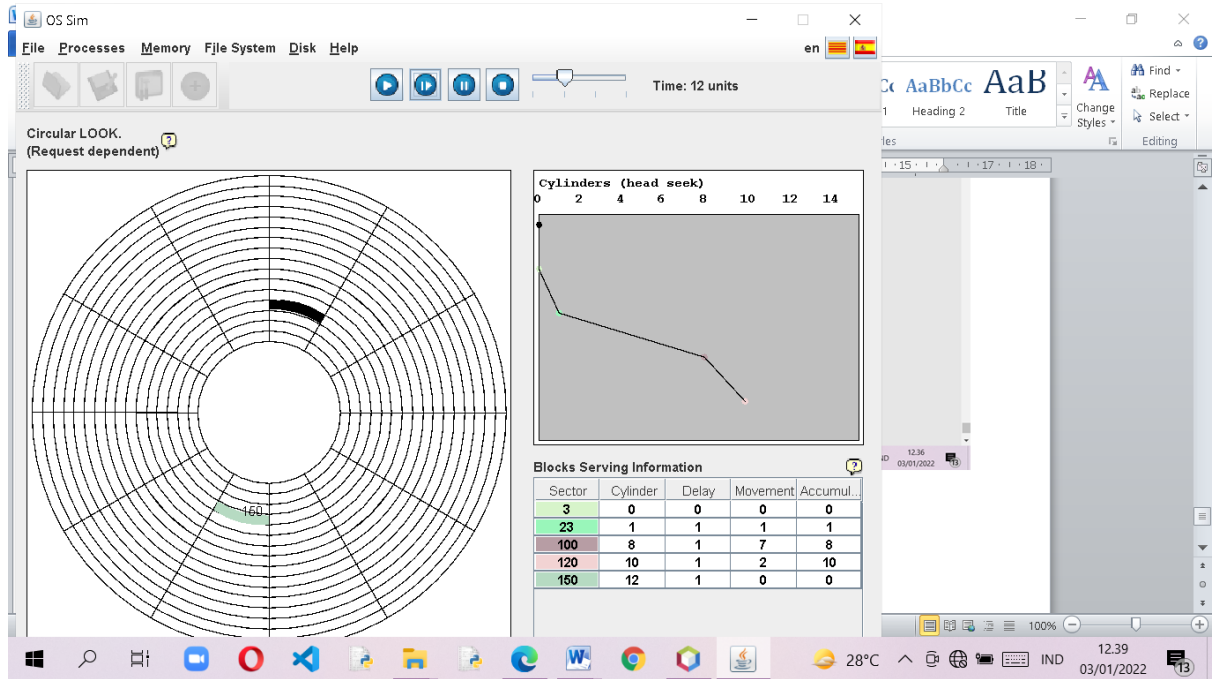 OS Sim
File Processes Memory File System Disk Help
en
Time: 12 units
Circular LOOK.
(Request dependent)
Cylinders (head seek)
0 2 4 6 8 10 12 14
150
Blocks Serving Information
Sector Cylinder Delay Movement Accumul...
3 0 0 0 0
23 1 1 1 1
100 8 1 7 8
120 10 1 2 10
150 12 1 0 0
AaBbCc AaB
Heading 2 Title
Change
Styles
Find
Replace
Select
Editing
15 17 18
12.36
03/01/2022
13
100%
28°C
IND
12.39
03/01/2022
13